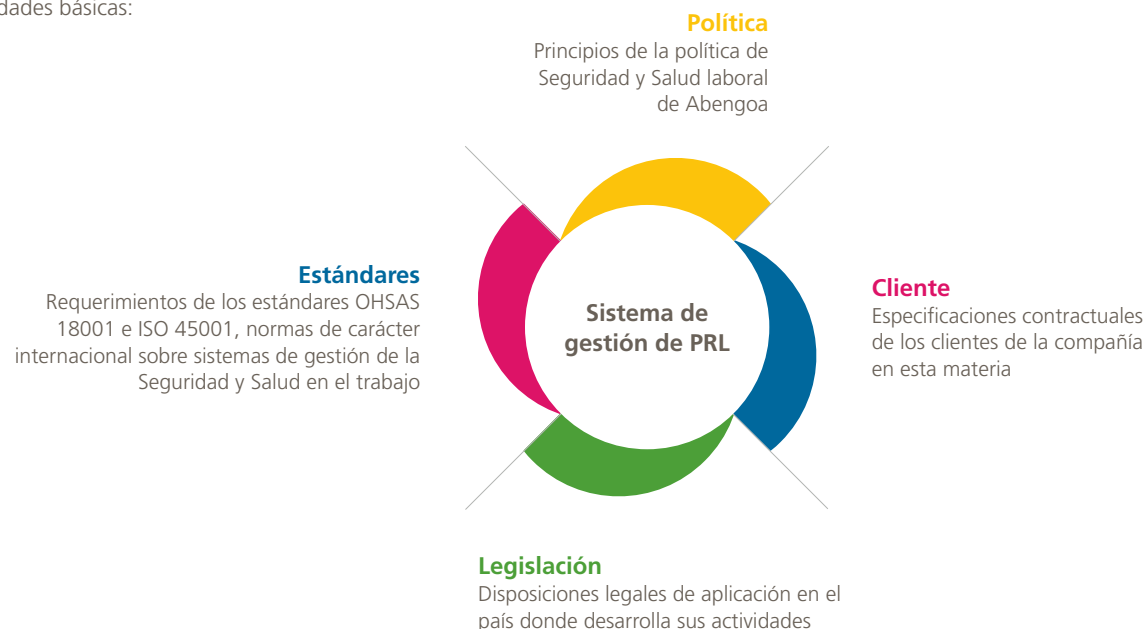 dades básicas:
Política
Principios de la política de
Seguridad y Salud laboral
de Abengoa
Estándares
Requerimientos de los estándares OHSAS
18001 e ISO 45001, normas de carácter
internacional sobre sistemas de gestión de la
Seguridad y Salud en el trabajo
Sistema de
gestión de PRL
Cliente
Especificaciones contractuales
de los clientes de la compañía
en esta materia
Legislación
Disposiciones legales de aplicación en el
país donde desarrolla sus actividades